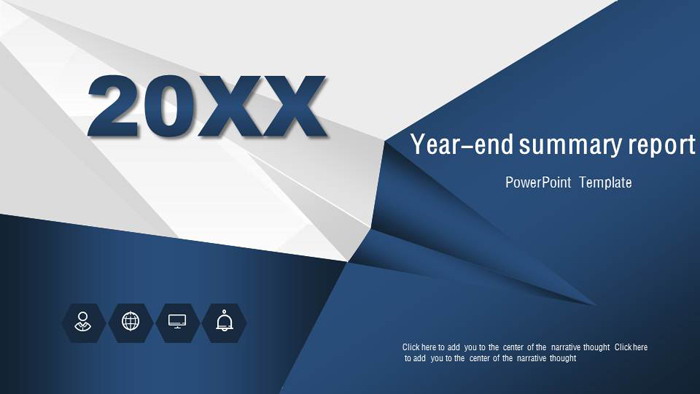 20XX
Year-end summary report
PowerPoint Template
Click here to add you to the center of the narrative thought Click here
to add you to the center of the narrative thought